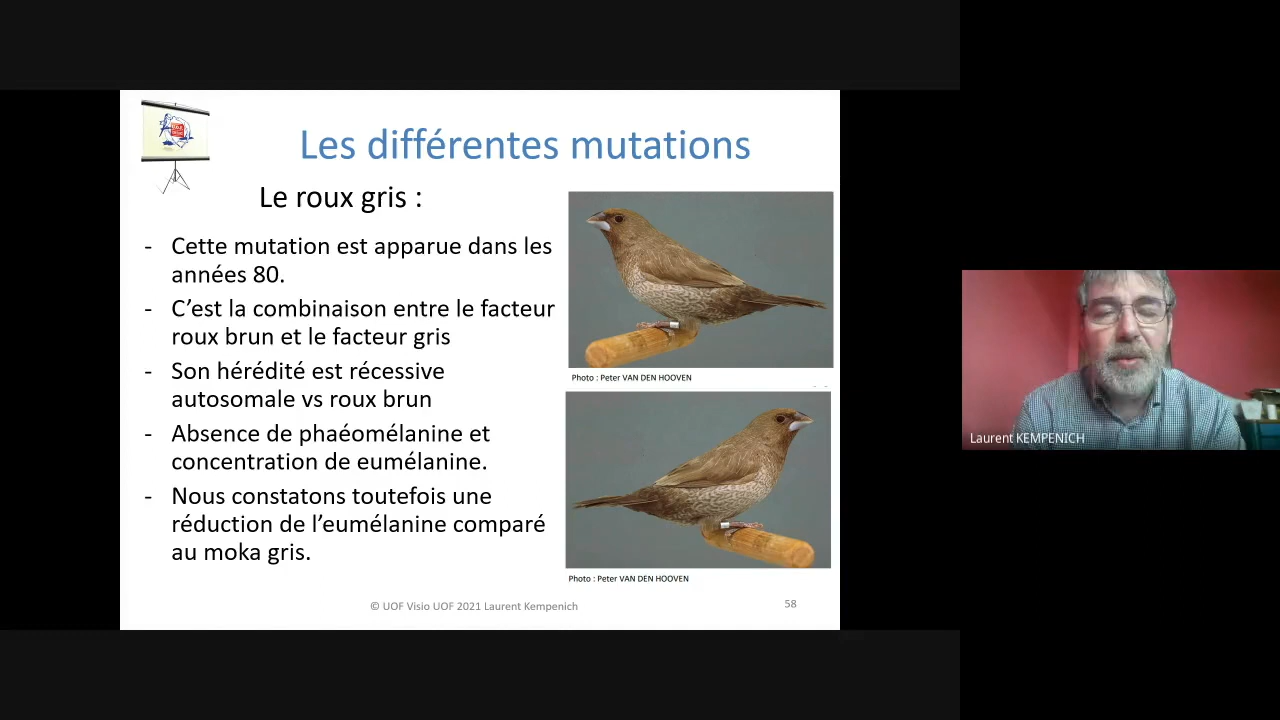 Les différentes mutations
Le roux gris :
- Cette mutation est apparue dans les
années 80.
- C’est la combinaison entre le facteur
roux brun et le facteur gris
- Son hérédité est récessive
autosomale vs roux brun
- Absence de phaéomélanine et
concentration de eumélanine.
- Nous constatons toutefois une
réduction de l’eumélanine comparé
au moka gris.
Photo : Peter VAN DEN HOOVEN
Photo : Peter VAN DEN HOOVEN
© UOF Visio UOF 2021 Laurent Kempenich
58
Laurent KEMPENICH